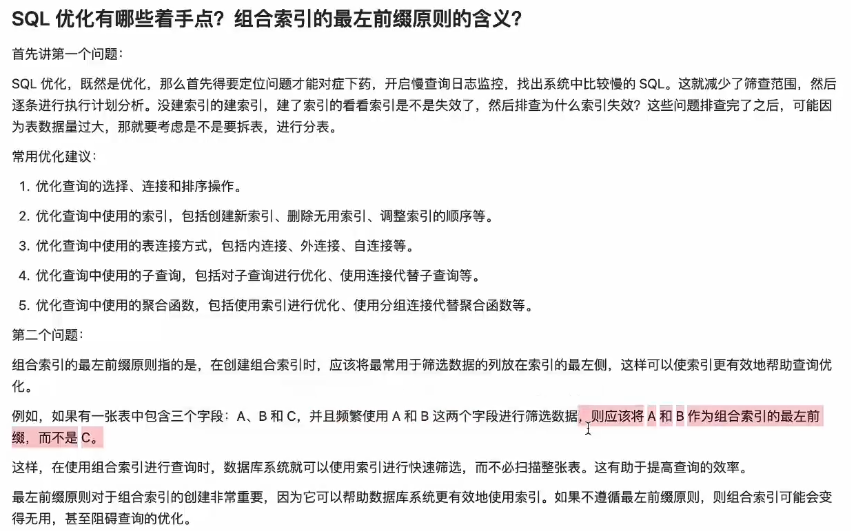 SQL 优化有哪些着手点？组合索引的最左前缀原则的含义？
首先讲第一个问题：
SQL 优化，既然是优化，那么首先得要定位问题才能对症下药，开启慢查询日志监控，找出系统中比较慢的 SQL。这就减少了筛查范围，然后
逐条进行执行计划分析。没建索引的建索引，建了索引的看看索引是不是失效了，然后排查为什么索引失效？这些问题排查完了之后，可能因
为表数据量过大，那就要考虑是不是要拆表，进行分表。
常用优化建议：
1. 优化查询的选择、连接和排序操作。
2. 优化查询中使用的索引，包括创建新索引、删除无用索引、调整索引的顺序等。
3. 优化查询中使用的表连接方式，包括内连接、外连接、自连接等。
4. 优化查询中使用的子查询，包括对子查询进行优化、使用连接代替子查询等。
5. 优化查询中使用的聚合函数，包括使用索引进行优化、使用分组连接代替聚合函数等。
第二个问题：
组合索引的最左前缀原则指的是，在创建组合索引时，应该将最常用于筛选数据的列放在索引的最左侧，这样可以使索引更有效地帮助查询优
化。
例如，如果有一张表中包含三个字段：A、B 和 C，并且频繁使用 A 和 B 这两个字段进行筛选数据，则应该将 A 和 B 作为组合索引的最左前
缀，而不是 C。
这样，在使用组合索引进行查询时，数据库系统就可以使用索引进行快速筛选，而不必扫描整张表。这有助于提高查询的效率。
最左前缀原则对于组合索引的创建非常重要，因为它可以帮助数据库系统更有效地使用索引。如果不遵循最左前缀原则，则组合索引可能会变
得无用，甚至阻碍查询的优化。